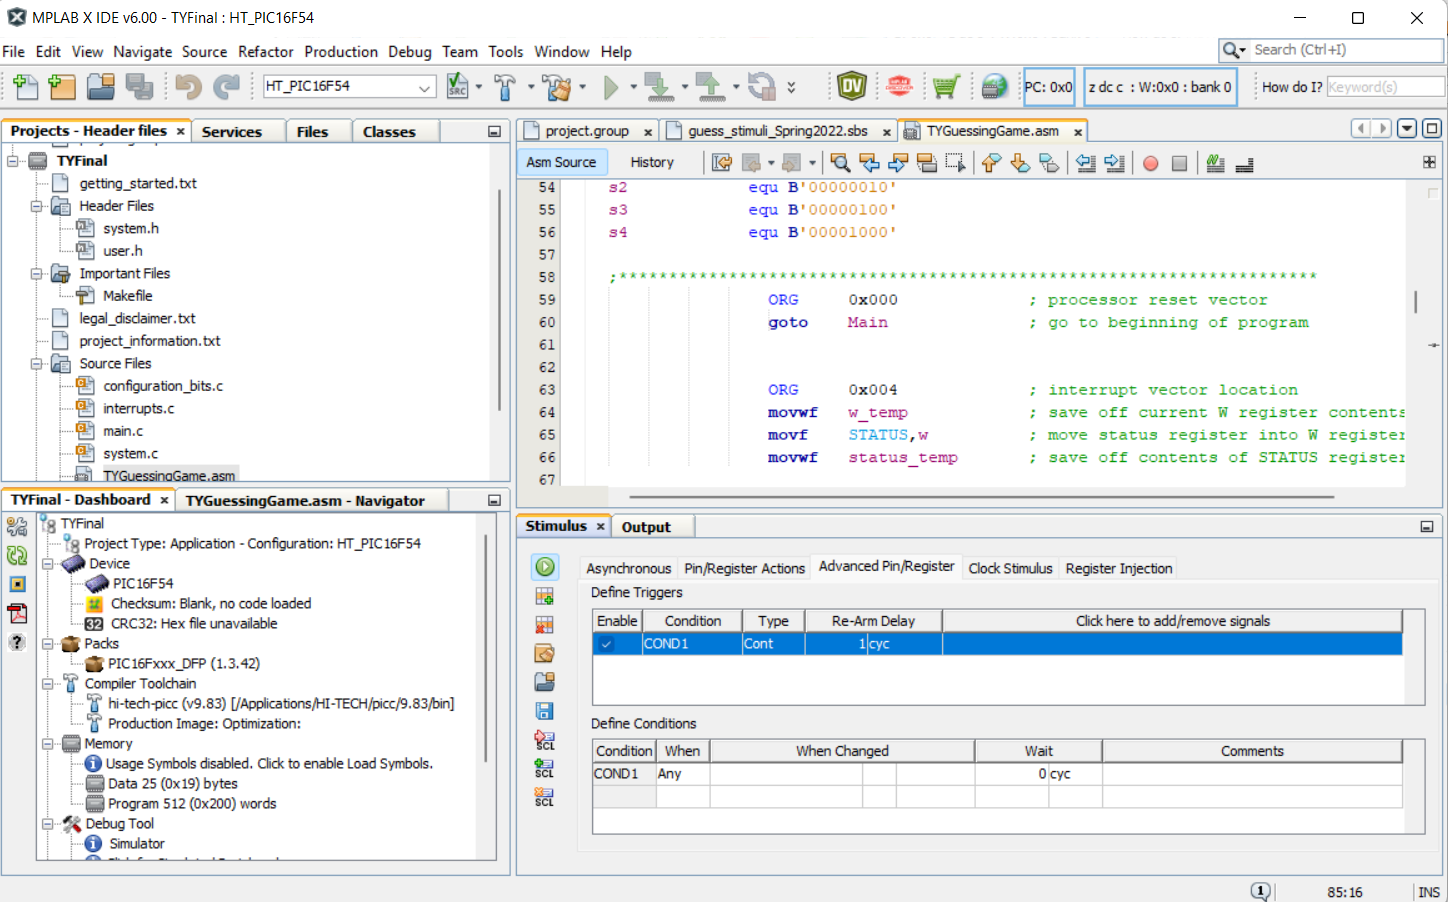 MPLAB X IDE v6.00 - TYFinal : HT_PIC16F54
File Edit View Navigate Source Refactor Production Debug Team Tools Window Help
Search (Ctrl+I)
HT_PIC16F54
SRC
DV
PC: 0x0
z dc c : W:0x0 : bank 0
How do I?
Keyword(s)
Projects - Header files
Services
Files
Classes
TYFinal
getting_started.txt
Header Files
system.h
user.h
Important Files
Makefile
legal_disclaimer.txt
project_information.txt
Source Files
configuration_bits.c
interrupts.c
main.c
system.c
TYGuessingGame.asm
project.group
guess_stimuli_Spring2022.sbs
TYGuessingGame.asm
Asm Source
History
54 s2 equ B'00000010'
55 s3 equ B'00000100'
56 s4 equ B'00001000'
57
58 ;**********************************************************************
59 ORG 0x000 ; processor reset vector
60 goto Main ; go to beginning of program
61
62
63 ORG 0x004 ; interrupt vector location
64 movwf w_temp ; save off current W register contents
65 movf STATUS,w ; move status register into W register
66 movwf status_temp ; save off contents of STATUS register
67
TYFinal - Dashboard
TYGuessingGame.asm - Navigator
TYFinal
Project Type: Application - Configuration: HT_PIC16F54
Device
PIC16F54
Checksum: Blank, no code loaded
CRC32: Hex file unavailable
Packs
PIC16Fxxx_DFP (1.3.42)
Compiler Toolchain
hi-tech-picc (v9.83) [/Applications/HI-TECH/picc/9.83/bin]
Production Image: Optimization:
Memory
Usage Symbols disabled. Click to enable Load Symbols.
Data 25 (0x19) bytes
Program 512 (0x200) words
Debug Tool
Simulator
Stimulus
Output
SCL
SCL
SCL
Asynchronous
Pin/Register Actions
Advanced Pin/Register
Clock Stimulus
Register Injection
Define Triggers
Enable Condition Type Re-Arm Delay Click here to add/remove signals
COND1 Cont 1 cyc
Define Conditions
Condition When When Changed Wait Comments
COND1 Any 0 cyc
85:16
INS